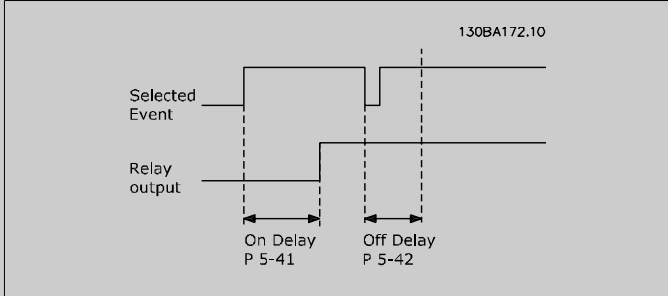 130BA172.10
Selected
Event
Relay
output
On Delay
P 5-41
Off Delay
P 5-42